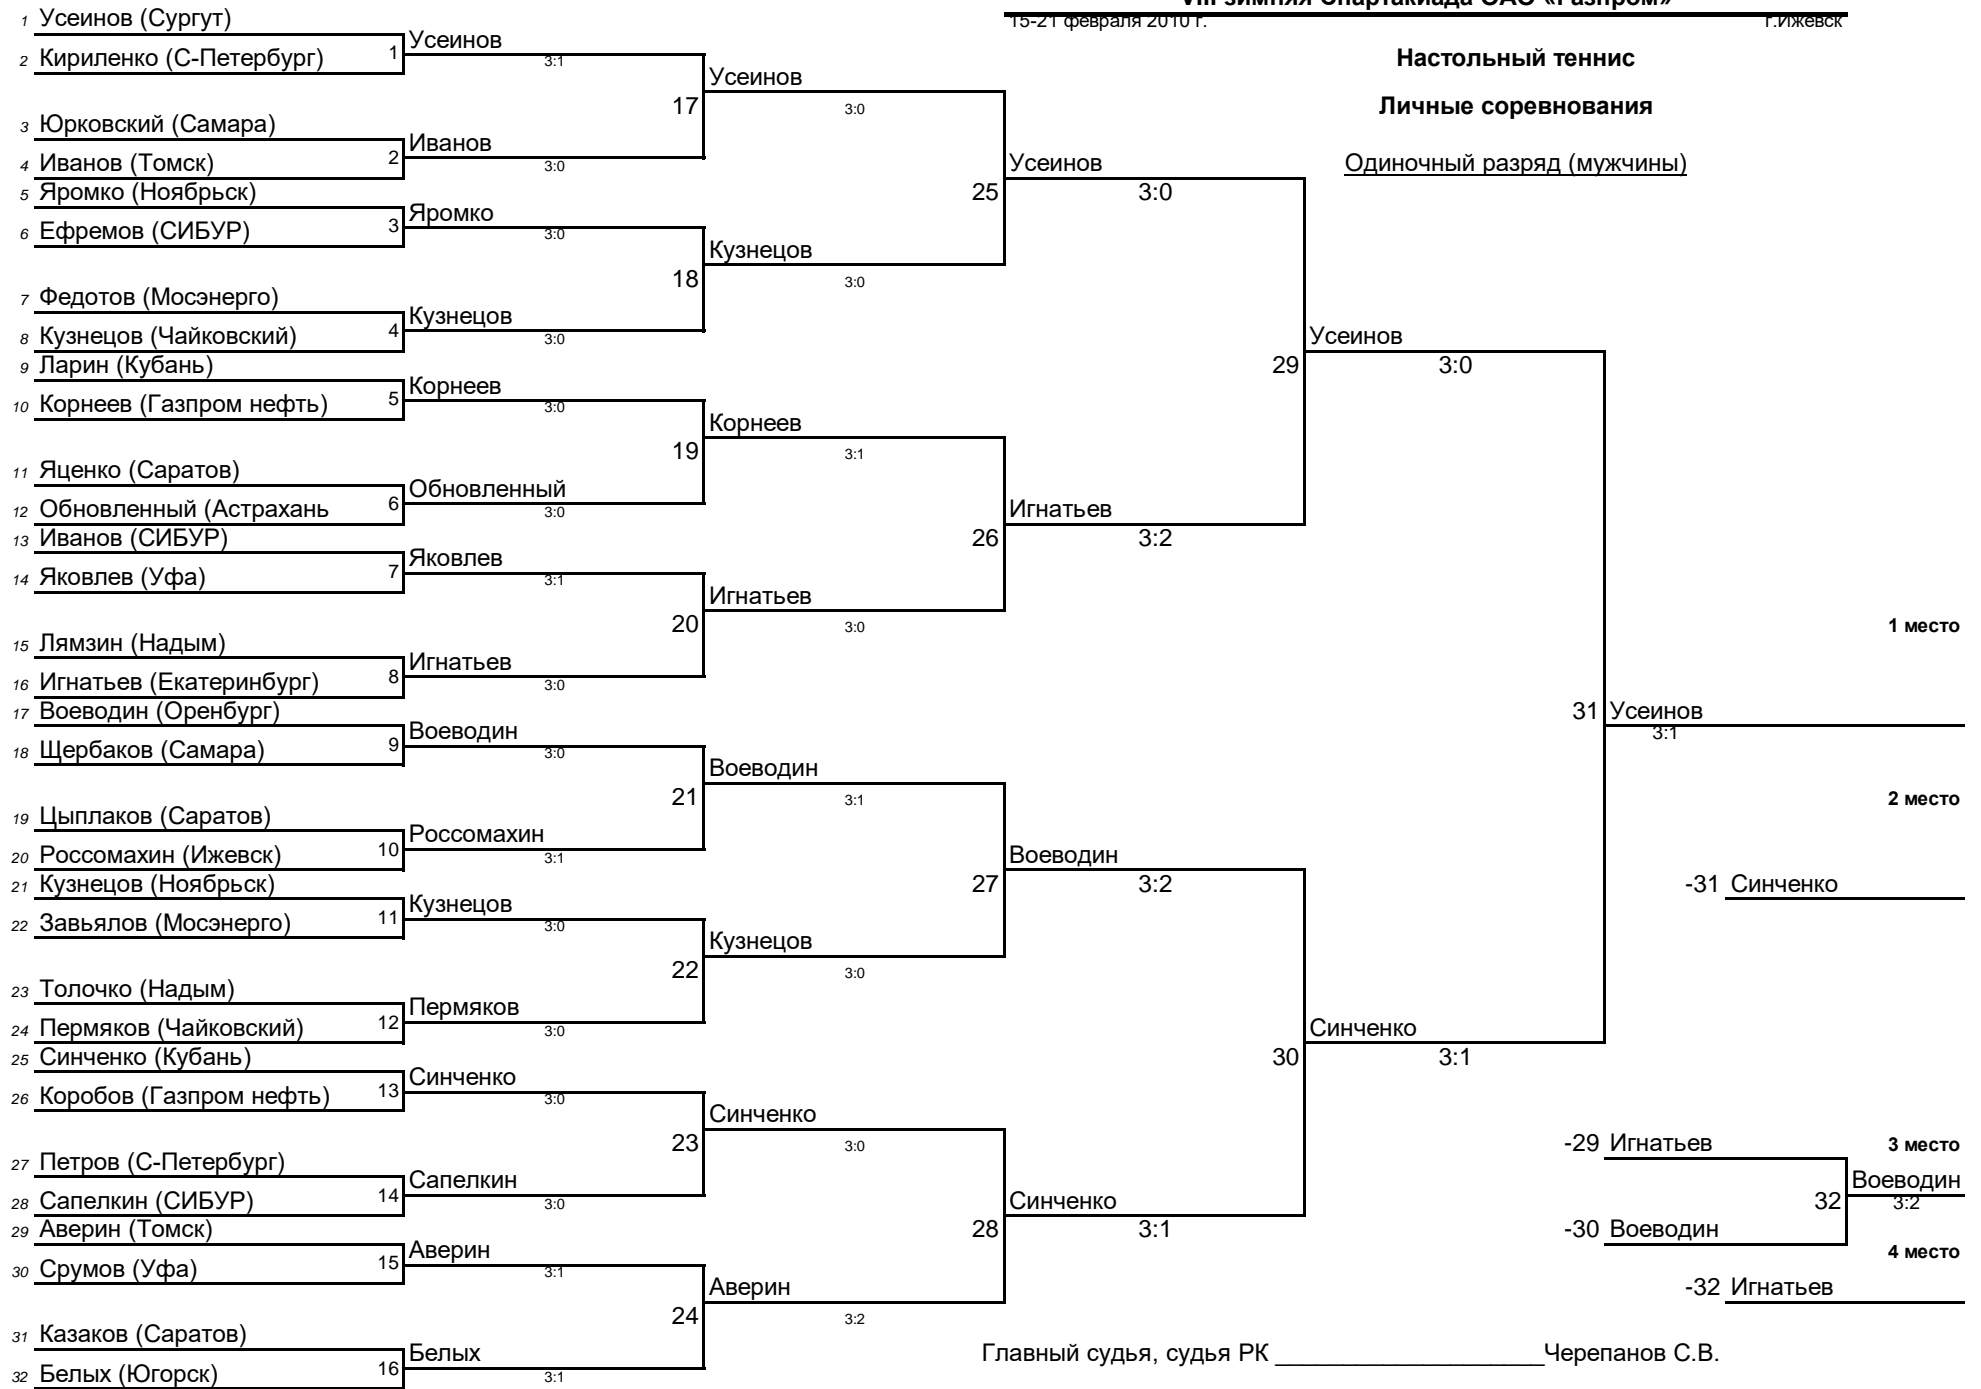 VIII зимняя Спартакиада ОАО «Газпром»
15-21 февраля 2010 г.
г.Ижевск
Настольный теннис
Личные соревнования
Одиночный разряд (мужчины)
1 Усеинов (Сургут)
2 Кириленко (С-Петербург)
3 Юрковский (Самара)
4 Иванов (Томск)
5 Яромко (Ноябрьск)
6 Ефремов (СИБУР)
7 Федотов (Мосэнерго)
8 Кузнецов (Чайковский)
9 Ларин (Кубань)
10 Корнеев (Газпром нефть)
11 Яценко (Саратов)
12 Обновленный (Астрахань
13 Иванов (СИБУР)
14 Яковлев (Уфа)
15 Лямзин (Надым)
16 Игнатьев (Екатеринбург)
17 Воеводин (Оренбург)
18 Щербаков (Самара)
19 Цыплаков (Саратов)
20 Россомахин (Ижевск)
21 Кузнецов (Ноябрьск)
22 Завьялов (Мосэнерго)
23 Толочко (Надым)
24 Пермяков (Чайковский)
25 Синченко (Кубань)
26 Коробов (Газпром нефть)
27 Петров (С-Петербург)
28 Сапелкин (СИБУР)
29 Аверин (Томск)
30 Срумов (Уфа)
31 Казаков (Саратов)
32 Белых (Югорск)
1 Усеинов
3:1
2 Иванов
3:0
3 Яромко
3:0
4 Кузнецов
3:0
5 Корнеев
3:0
6 Обновленный
3:0
7 Яковлев
3:1
8 Игнатьев
3:0
9 Воеводин
3:0
10 Россомахин
3:1
11 Кузнецов
3:0
12 Пермяков
3:0
13 Синченко
3:0
14 Сапелкин
3:0
15 Аверин
3:1
16 Белых
3:1
17 Усеинов
3:0
18 Кузнецов
3:0
19 Корнеев
3:1
20 Игнатьев
3:0
21 Воеводин
3:1
22 Кузнецов
3:0
23 Синченко
3:0
24 Аверин
3:2
25 Усеинов
3:0
26 Игнатьев
3:2
27 Воеводин
3:2
28 Синченко
3:1
29 Усеинов
3:0
30 Синченко
3:1
1 место
31 Усеинов
3:1
2 место
-31 Синченко
-29 Игнатьев
3 место
32 Воеводин
3:2
-30 Воеводин
4 место
-32 Игнатьев
Главный судья, судья РК ____________________Черепанов С.В.